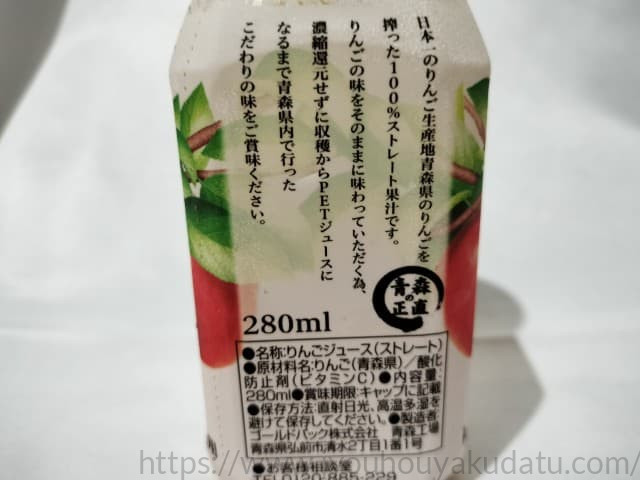 日本一のりんご生産地青森県のりんごを
搾った100%ストレート果汁です。
りんごの味をそのままに味わっていただく為、
濃縮還元せずに収穫からPETジュースに
なるまで青森県内で行った
こだわりの味をご賞味ください。
青森
の
正直
280ml
●名称:りんごジュース(ストレート)
●原材料名:りんご(青森県)/酸化
防止剤(ビタミンC)●内容量:
280ml●賞味期限:キャップに記載
●保存方法:直射日光、高温多湿を
避けて保存してください。●製造者:
ゴールドパック株式会社 青森工場
青森県弘前市清水2丁目1番1号
●お客様相談室
TEL0120-885-229